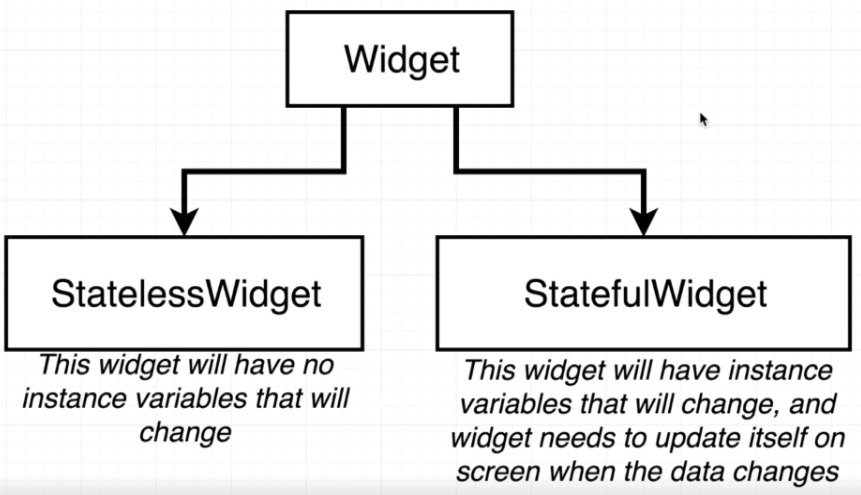 Widget
StatelessWidget
This widget will have no
instance variables that will
change
StatefulWidget
This widget will have instance
variables that will change, and
widget needs to update itself on
screen when the data changes